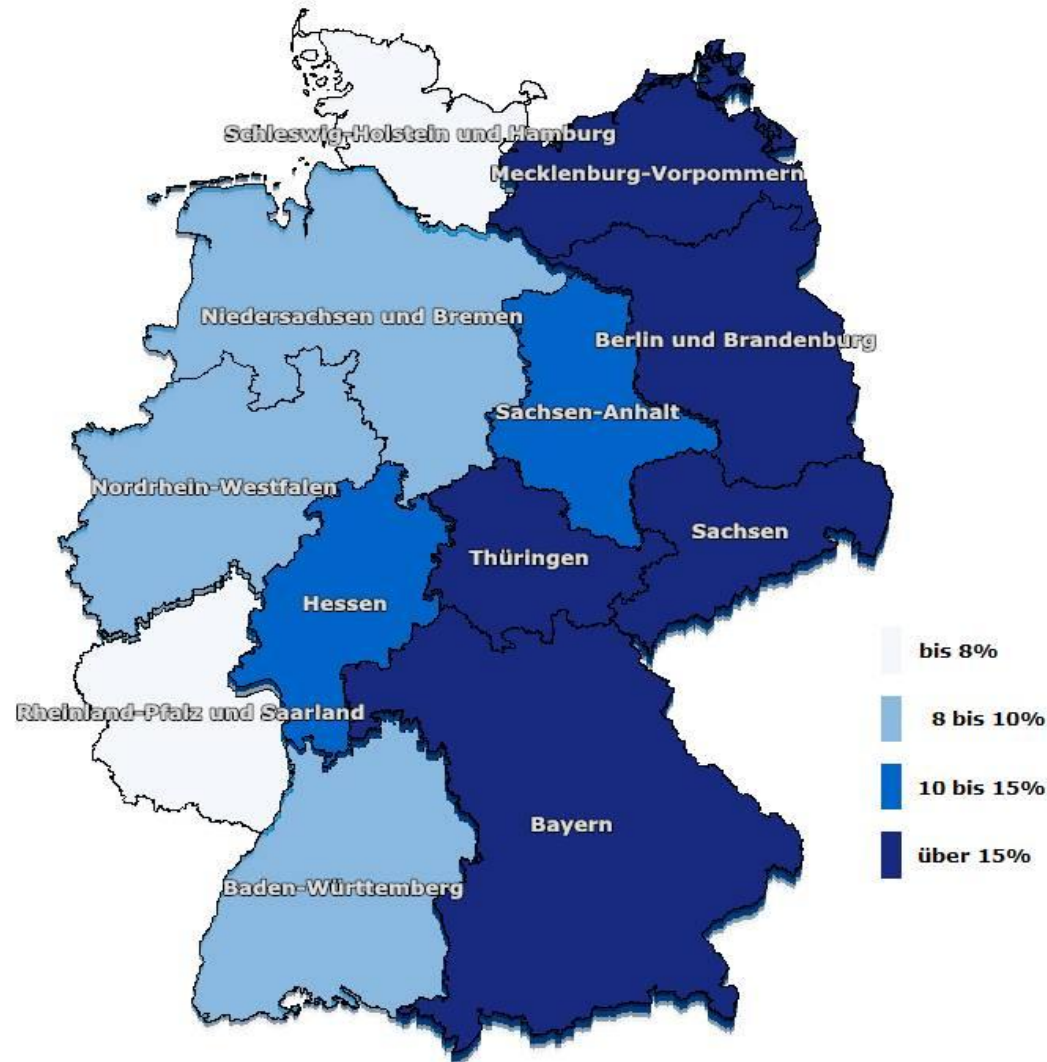 Schleswig-Holstein und Hamburg
Mecklenburg-Vorpommern
Niedersachsen und Bremen
Berlin und Brandenburg
Sachsen-Anhalt
Nordrhein-Westfalen
Sachsen
Thüringen
Hessen
bis 8%
Rheinland-Pfalz und Saarland
8 bis 10%
10 bis 15%
Bayern
über 15%
Baden-Württemberg